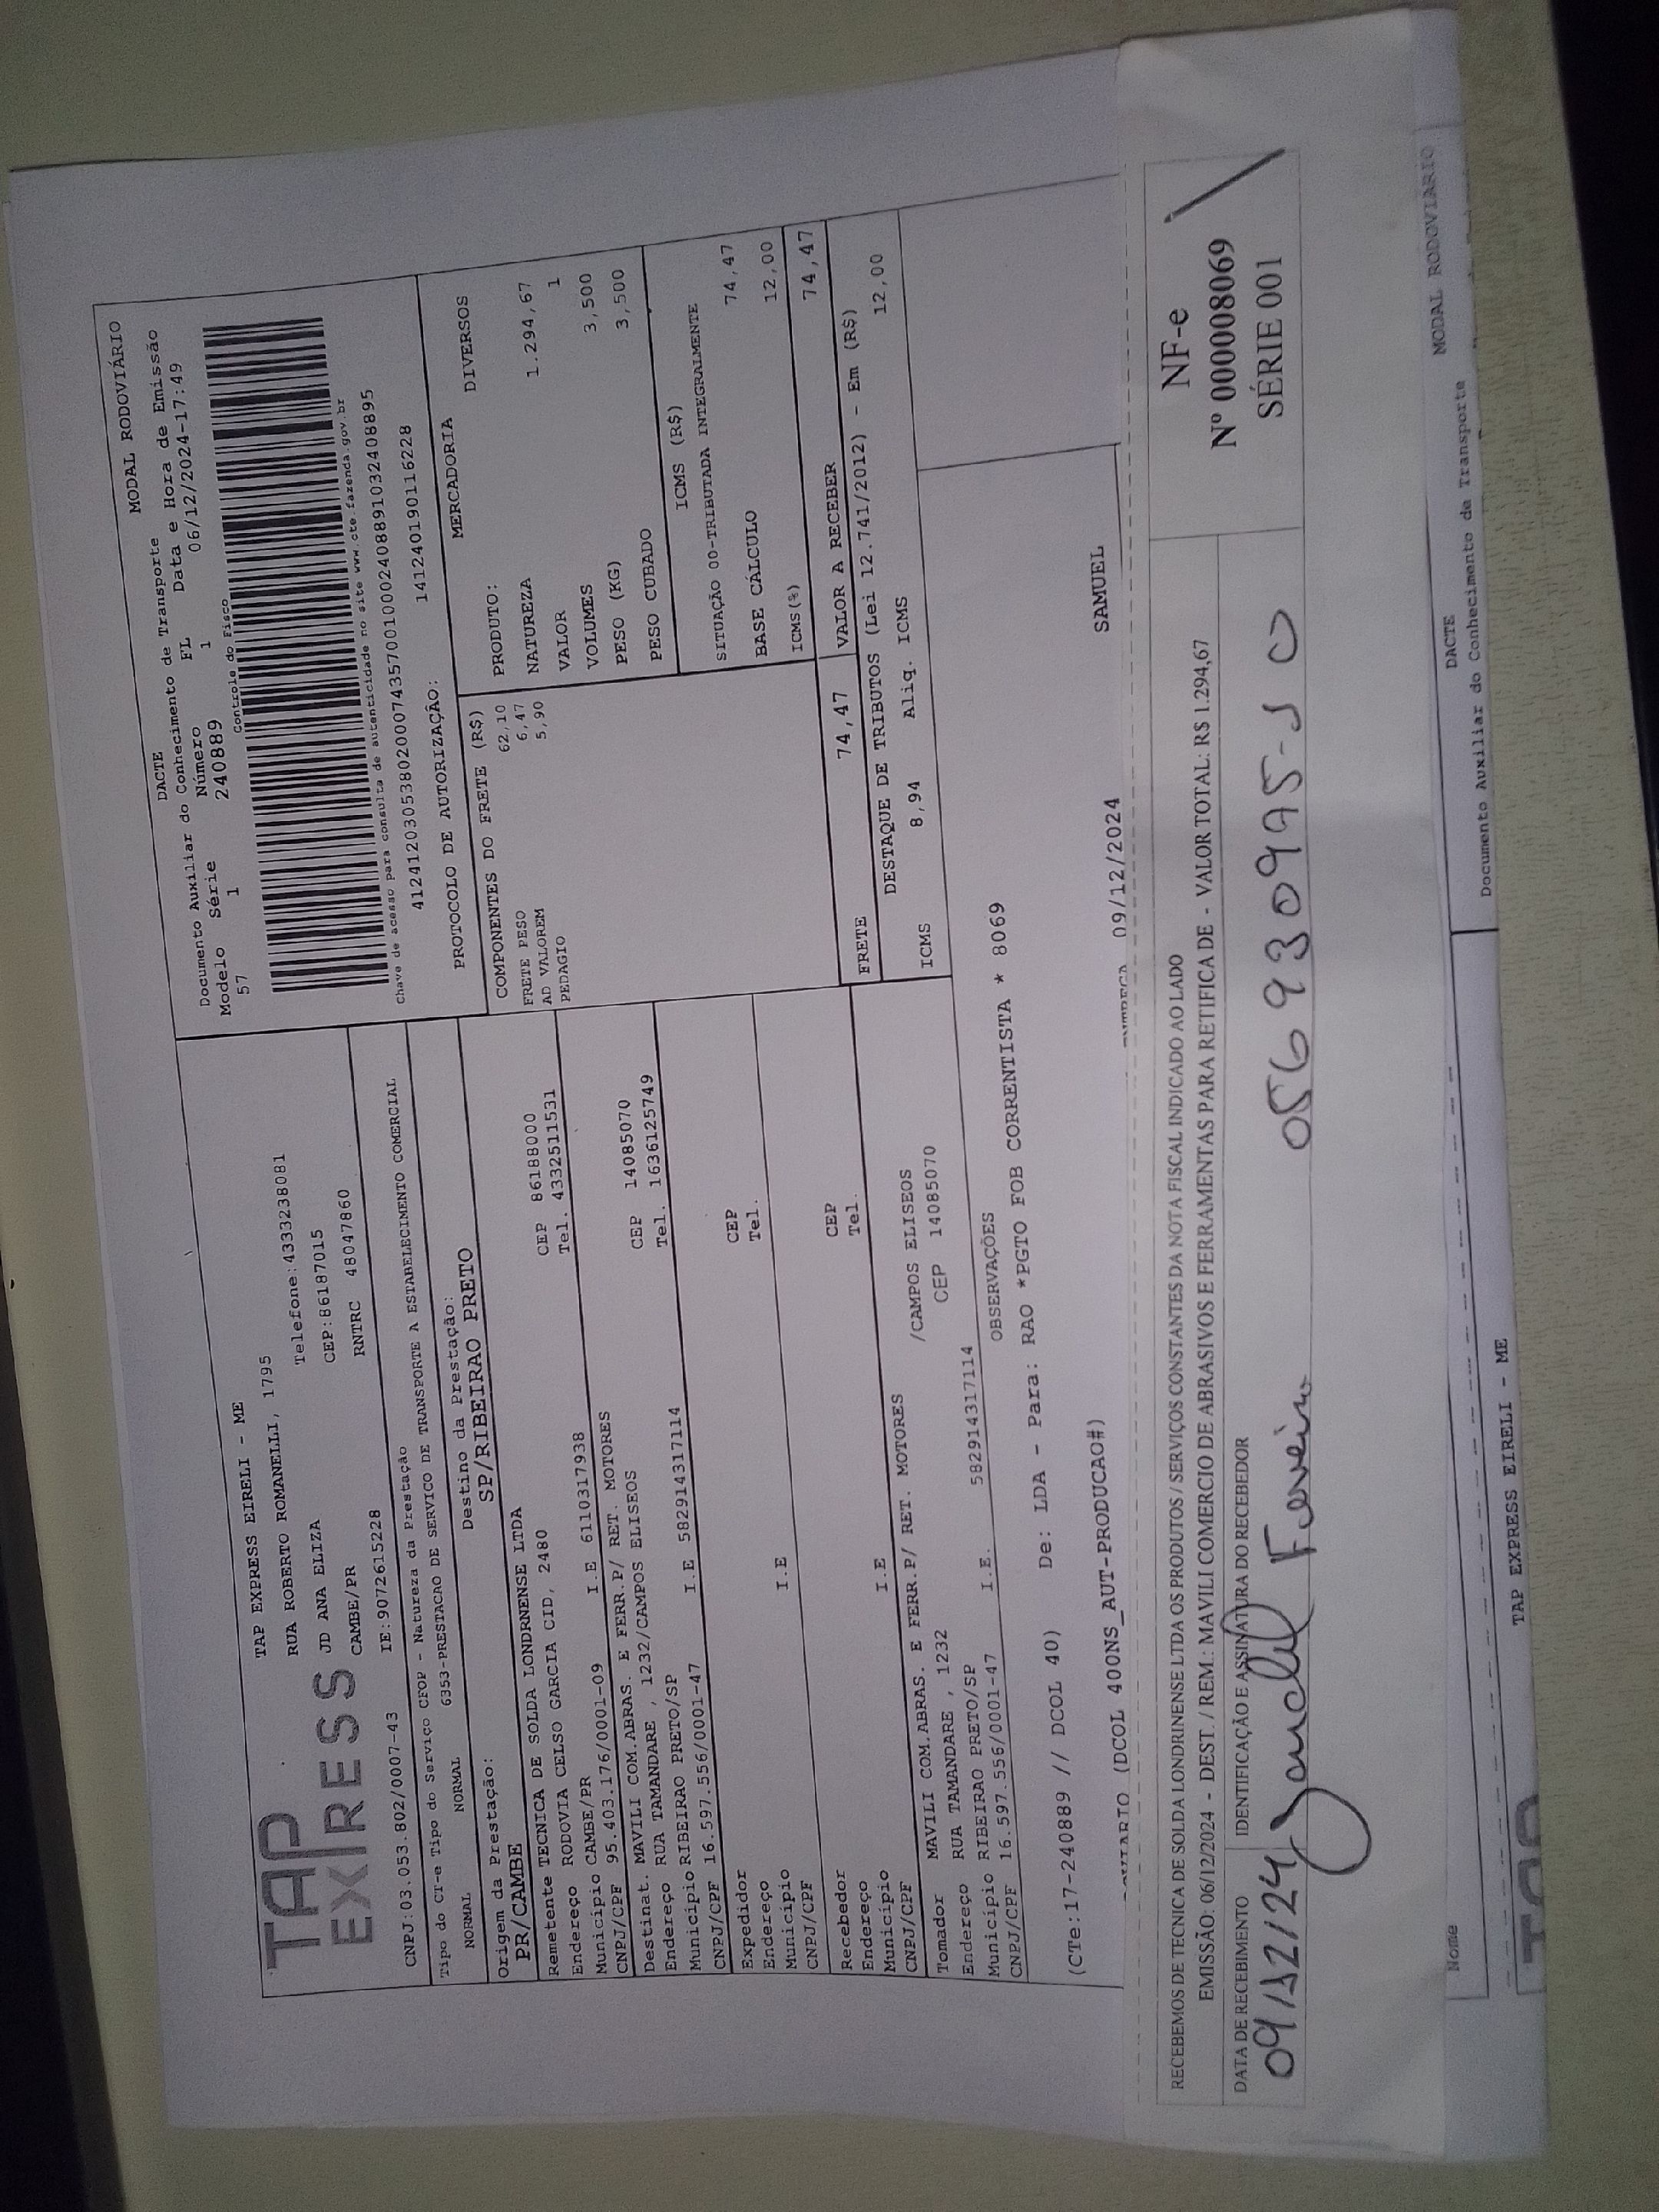 TAP
EXPRESS
TAP EXPRESS EIRELI - ME
RUA ROBERTO ROMANELLI, 1795
Telefone:4333238081
JD ANA ELIZA
CEP:86187015
CAMBE/PR
RNTRC 48047860
CNPJ:03.053.802/0007-43
IE:9072615228
MODAL RODOVIÁRIO
DACTE
Documento Auxiliar do Conhecimento de Transporte
Modelo Série Número FL Data e Hora de Emissão
57 1 240889 1 06/12/2024-17:49
Controle do Fisco
Chave de acesso para consulta de autenticidade no site www.cte.fazenda.gov.br
41241203053802000743570010002408891032408895
PROTOCOLO DE AUTORIZAÇÃO: 141240190116228
Tipo do CT-e Tipo do Serviço CFOP - Natureza da Prestação
NORMAL NORMAL 6353-PRESTACAO DE SERVICO DE TRANSPORTE A ESTABELECIMENTO COMERCIAL
Origem da Prestação: Destino da Prestação:
PR/CAMBE SP/RIBEIRAO PRETO
Remetente TECNICA DE SOLDA LONDRNENSE LTDA
Endereço RODOVIA CELSO GARCIA CID, 2480 CEP 86188000
Município CAMBE/PR Tel. 4332511531
CNPJ/CPF 95.403.176/0001-09 I.E 6110317938
Destinat. MAVILI COM.ABRAS. E FERR.P/ RET. MOTORES
Endereço RUA TAMANDARE , 1232/CAMPOS ELISEOS CEP 14085070
Município RIBEIRAO PRETO/SP Tel. 1636125749
CNPJ/CPF 16.597.556/0001-47 I.E 582914317114
Expedidor
Endereço CEP
Município Tel.
CNPJ/CPF I.E
Recebedor
Endereço CEP
Município Tel.
CNPJ/CPF I.E
Tomador MAVILI COM.ABRAS. E FERR.P/ RET. MOTORES
Endereço RUA TAMANDARE , 1232 /CAMPOS ELISEOS
Município RIBEIRAO PRETO/SP CEP 14085070
CNPJ/CPF 16.597.556/0001-47 I.E. 582914317114
COMPONENTES DO FRETE (R$)
FRETE PESO 62,10
AD VALOREM 6,47
PEDAGIO 5,90
MERCADORIA
PRODUTO: DIVERSOS
NATUREZA
VALOR 1.294,67
VOLUMES 1
PESO (KG) 3,500
PESO CUBADO 3,500
ICMS (R$)
SITUAÇÃO 00-TRIBUTADA INTEGRALMENTE
BASE CÁLCULO 74,47
ICMS(%) 12,00
FRETE 74,47 VALOR A RECEBER 74,47
DESTAQUE DE TRIBUTOS (Lei 12.741/2012) - Em (R$)
ICMS 8,94 Aliq. ICMS 12,00
OBSERVAÇÕES
(CTe:17-240889 // DCOL 40) De: LDA - Para: RAO *PGTO FOB CORRENTISTA * 8069
(DCOL 400NS_AUT-PRODUCAO#) 09/12/2024 SAMUEL
RECEBEMOS DE TECNICA DE SOLDA LONDRINENSE LTDA OS PRODUTOS / SERVIÇOS CONSTANTES DA NOTA FISCAL INDICADO AO LADO
EMISSÃO: 06/12/2024 - DEST. / REM.: MAVILI COMERCIO DE ABRASIVOS E FERRAMENTAS PARA RETIFICA DE - VALOR TOTAL: R$ 1.294,67
DATA DE RECEBIMENTO IDENTIFICAÇÃO E ASSINATURA DO RECEBEDOR
09/12/24 Ferreira
NF-e
Nº 000008069
SÉRIE 001
Nome
MODAL RODOVIARIO
DACTE
Documento Auxiliar do Conhecimento de Transporte
TAP EXPRESS EIRELI - ME